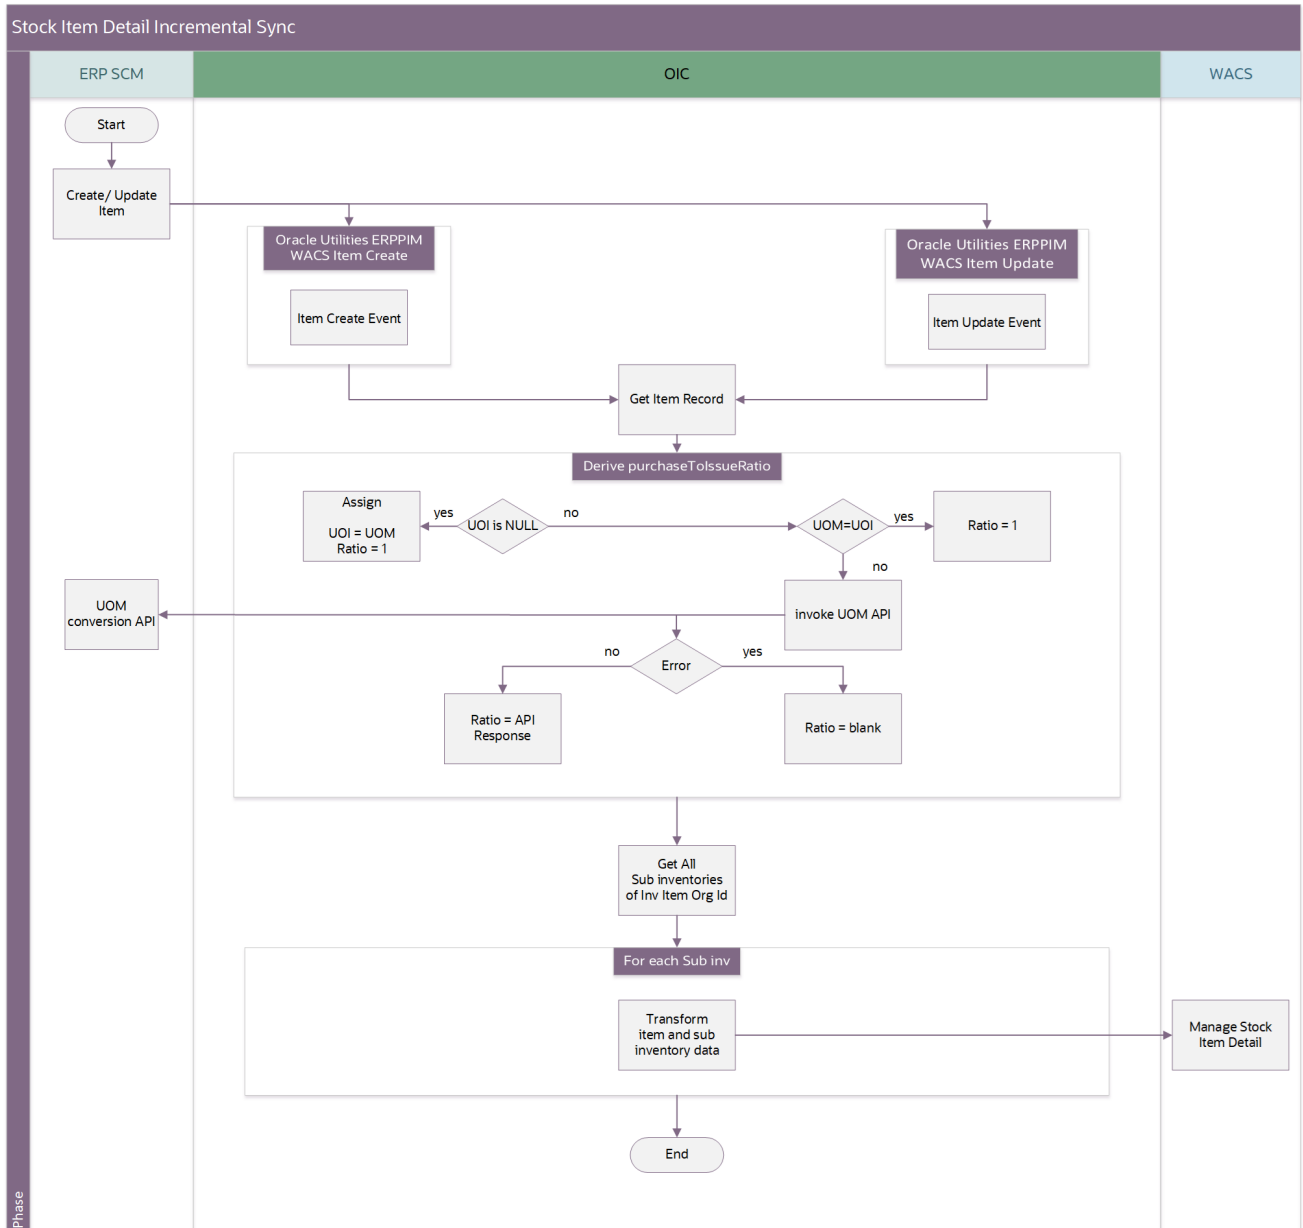 Stock Item Detail Incremental Sync
ERP SCM
OIC
WACS
Start
Create/ Update
Item
Oracle Utilities ERPPIM
WACS Item Create
Oracle Utilities ERPPIM
WACS Item Update
Item Create Event
Item Update Event
Get Item Record
Derive purchaseToIssueRatio
Assign
UOI = UOM
Ratio = 1
yes
UOI is NULL
no
UOM=UOI
yes
Ratio = 1
no
UOM
conversion API
invoke UOM API
no
Error
yes
Ratio = API
Response
Ratio = blank
Get All
Sub inventories
of Inv Item Org Id
For each Sub inv
Transform
item and sub
inventory data
Manage Stock
Item Detail
End
Phase